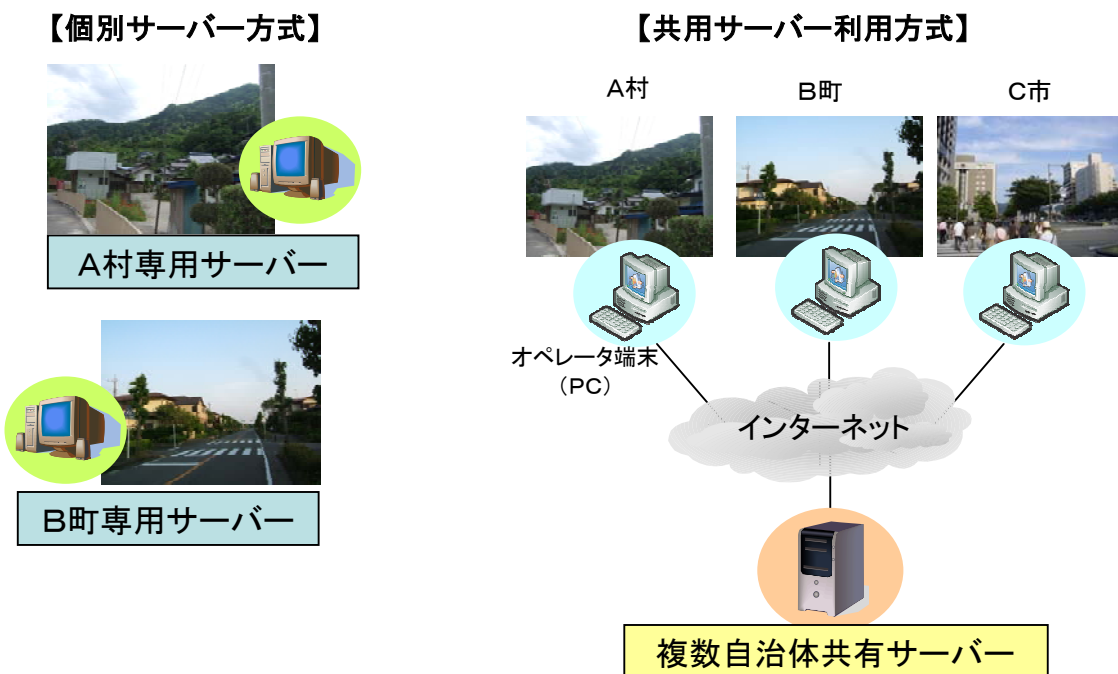 【個別サーバー方式】
A村専用サーバー
B町専用サーバー
【共用サーバー利用方式】
A村
B町
C市
オペレータ端末
（PC）
インターネット
複数自治体共有サーバー